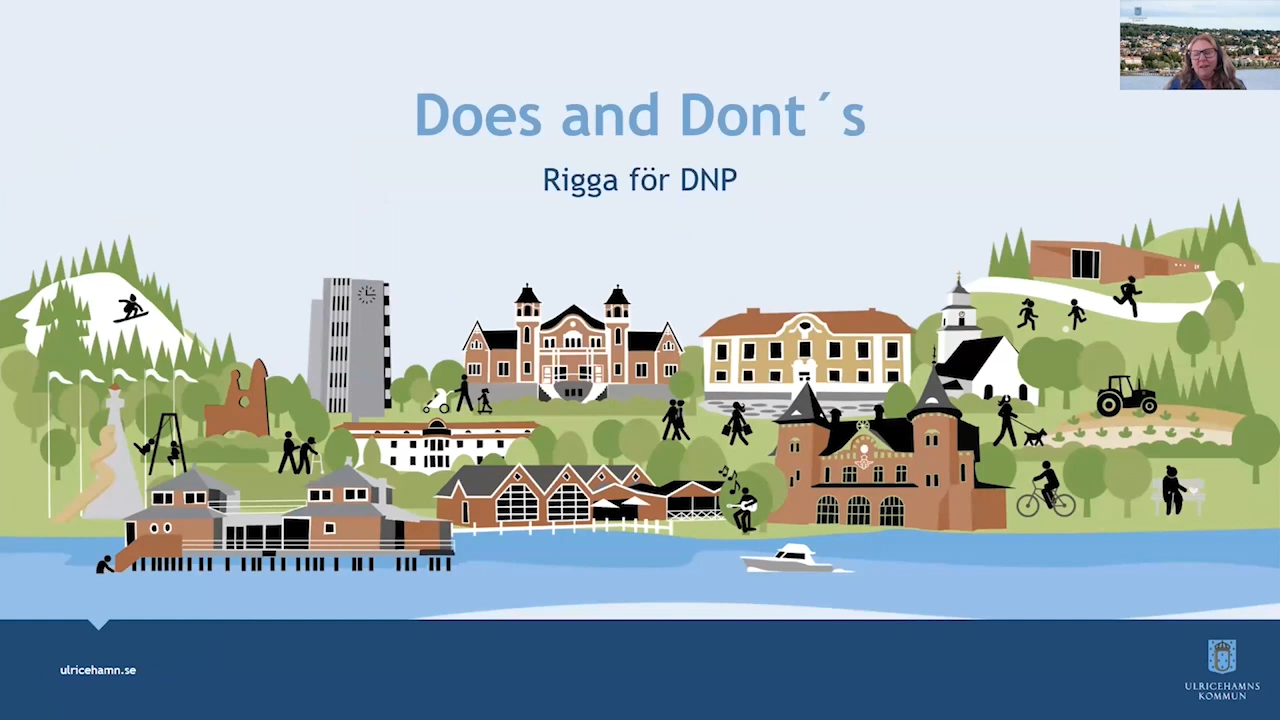 Does and Dont´s
Rigga för DNP
ulricehamn.se
ULRICEHAMNS
KOMMUN